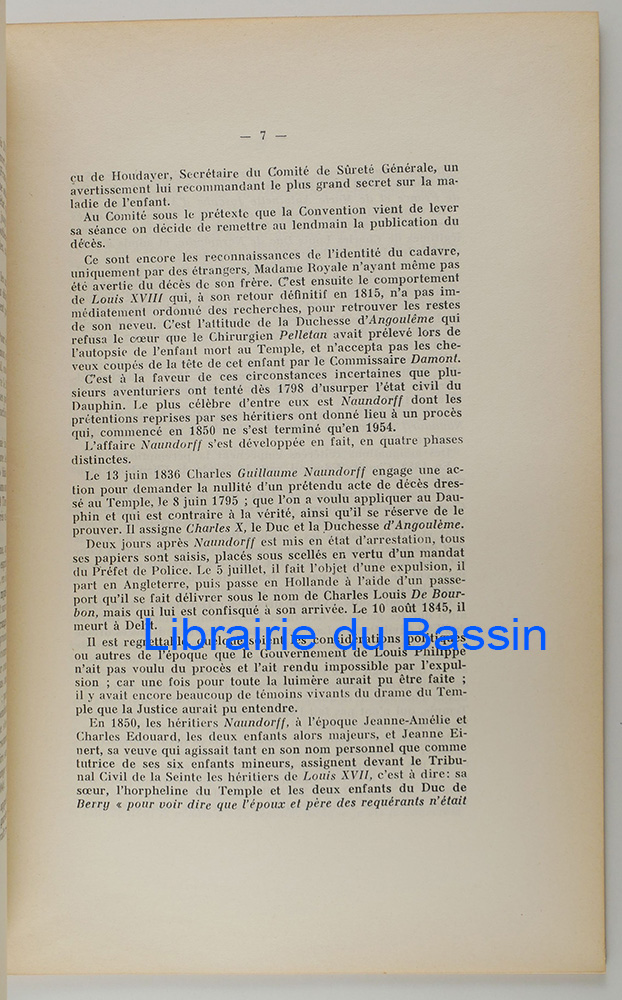 — 7 —
çu de Houdayer, Secrétaire du Comité de Sûreté Générale, un
avertissement lui recommandant le plus grand secret sur la ma-
ladie de l'enfant.
Au Comité sous le prétexte que la Convention vient de lever
sa séance on décide de remettre au lendmain la publication du
décès.
Ce sont encore les reconnaissances de l'identité du cadavre,
uniquement par des étrangers, Madame Royale n'ayant même pas
été avertie du décès de son frère. C'est ensuite le comportement
de Louis XVIII qui, à son retour définitif en 1815, n'a pas im-
médiatement ordonné des recherches, pour retrouver les restes
de son neveu. C'est l'attitude de la Duchesse d'Angoulême qui
refusa le cœur que le Chirurgien Pelletan avait prélevé lors de
l'autopsie de l'enfant mort au Temple, et n'accepta pas les che-
veux coupés de la tête de cet enfant par le Commissaire Damont.
C'est à la faveur de ces circonstances incertaines que plu-
sieurs aventuriers ont tenté dès 1798 d'usurper l'état civil du
Dauphin. Le plus célèbre d'entre eux est Naundorff dont les
prétentions reprises par ses héritiers ont donné lieu à un procès
qui, commencé en 1850 ne s'est terminé qu'en 1954.
L'affaire Naundorff s'est développée en fait, en quatre phases
distinctes.
Le 13 juin 1836 Charles Guillaume Naundorff engage une ac-
tion pour demander la nullité d'un prétendu acte de décès dres-
sé au Temple, le 8 juin 1795 ; que l'on a voulu appliquer au Dau-
phin et qui est contraire à la vérité, ainsi qu'il se réserve de le
prouver. Il assigne Charles X, le Duc et la Duchesse d'Angoulême.
Deux jours après Naundorff est mis en état d'arrestation, tous
ses papiers sont saisis, placés sous scellés en vertu d'un mandat
du Préfet de Police. Le 5 juillet, il fait l'objet d'une expulsion, il
part en Angleterre, puis passe en Hollande à l'aide d'un passe-
port qu'il se fait délivrer sous le nom de Charles Louis De Bour-
bon, mais qui lui est confisqué à son arrivée. Le 10 août 1845, il
meurt à Delft.
Il est regrettable quelque soient les considérations politiques
ou autres de l'époque que le Gouvernement de Louis Philippe
n'ait pas voulu du procès et l'ait rendu impossible par l'expul-
sion ; car une fois pour toute la luimère aurait pu être faite ;
il y avait encore beaucoup de témoins vivants du drame du Tem-
ple que la Justice aurait pu entendre.
En 1850, les héritiers Naundorff, à l'époque Jeanne-Amélie et
Charles Edouard, les deux enfants alors majeurs, et Jeanne Ei-
nert, sa veuve qui agissait tant en son nom personnel que comme
tutrice de ses six enfants mineurs, assignent devant le Tribu-
nal Civil de la Seinte les héritiers de Louis XVII, c'est à dire: sa
sœur, l'horpheline du Temple et les deux enfants du Duc de
Berry « pour voir dire que l'époux et père des requérants n'était
Librairie du Bassin